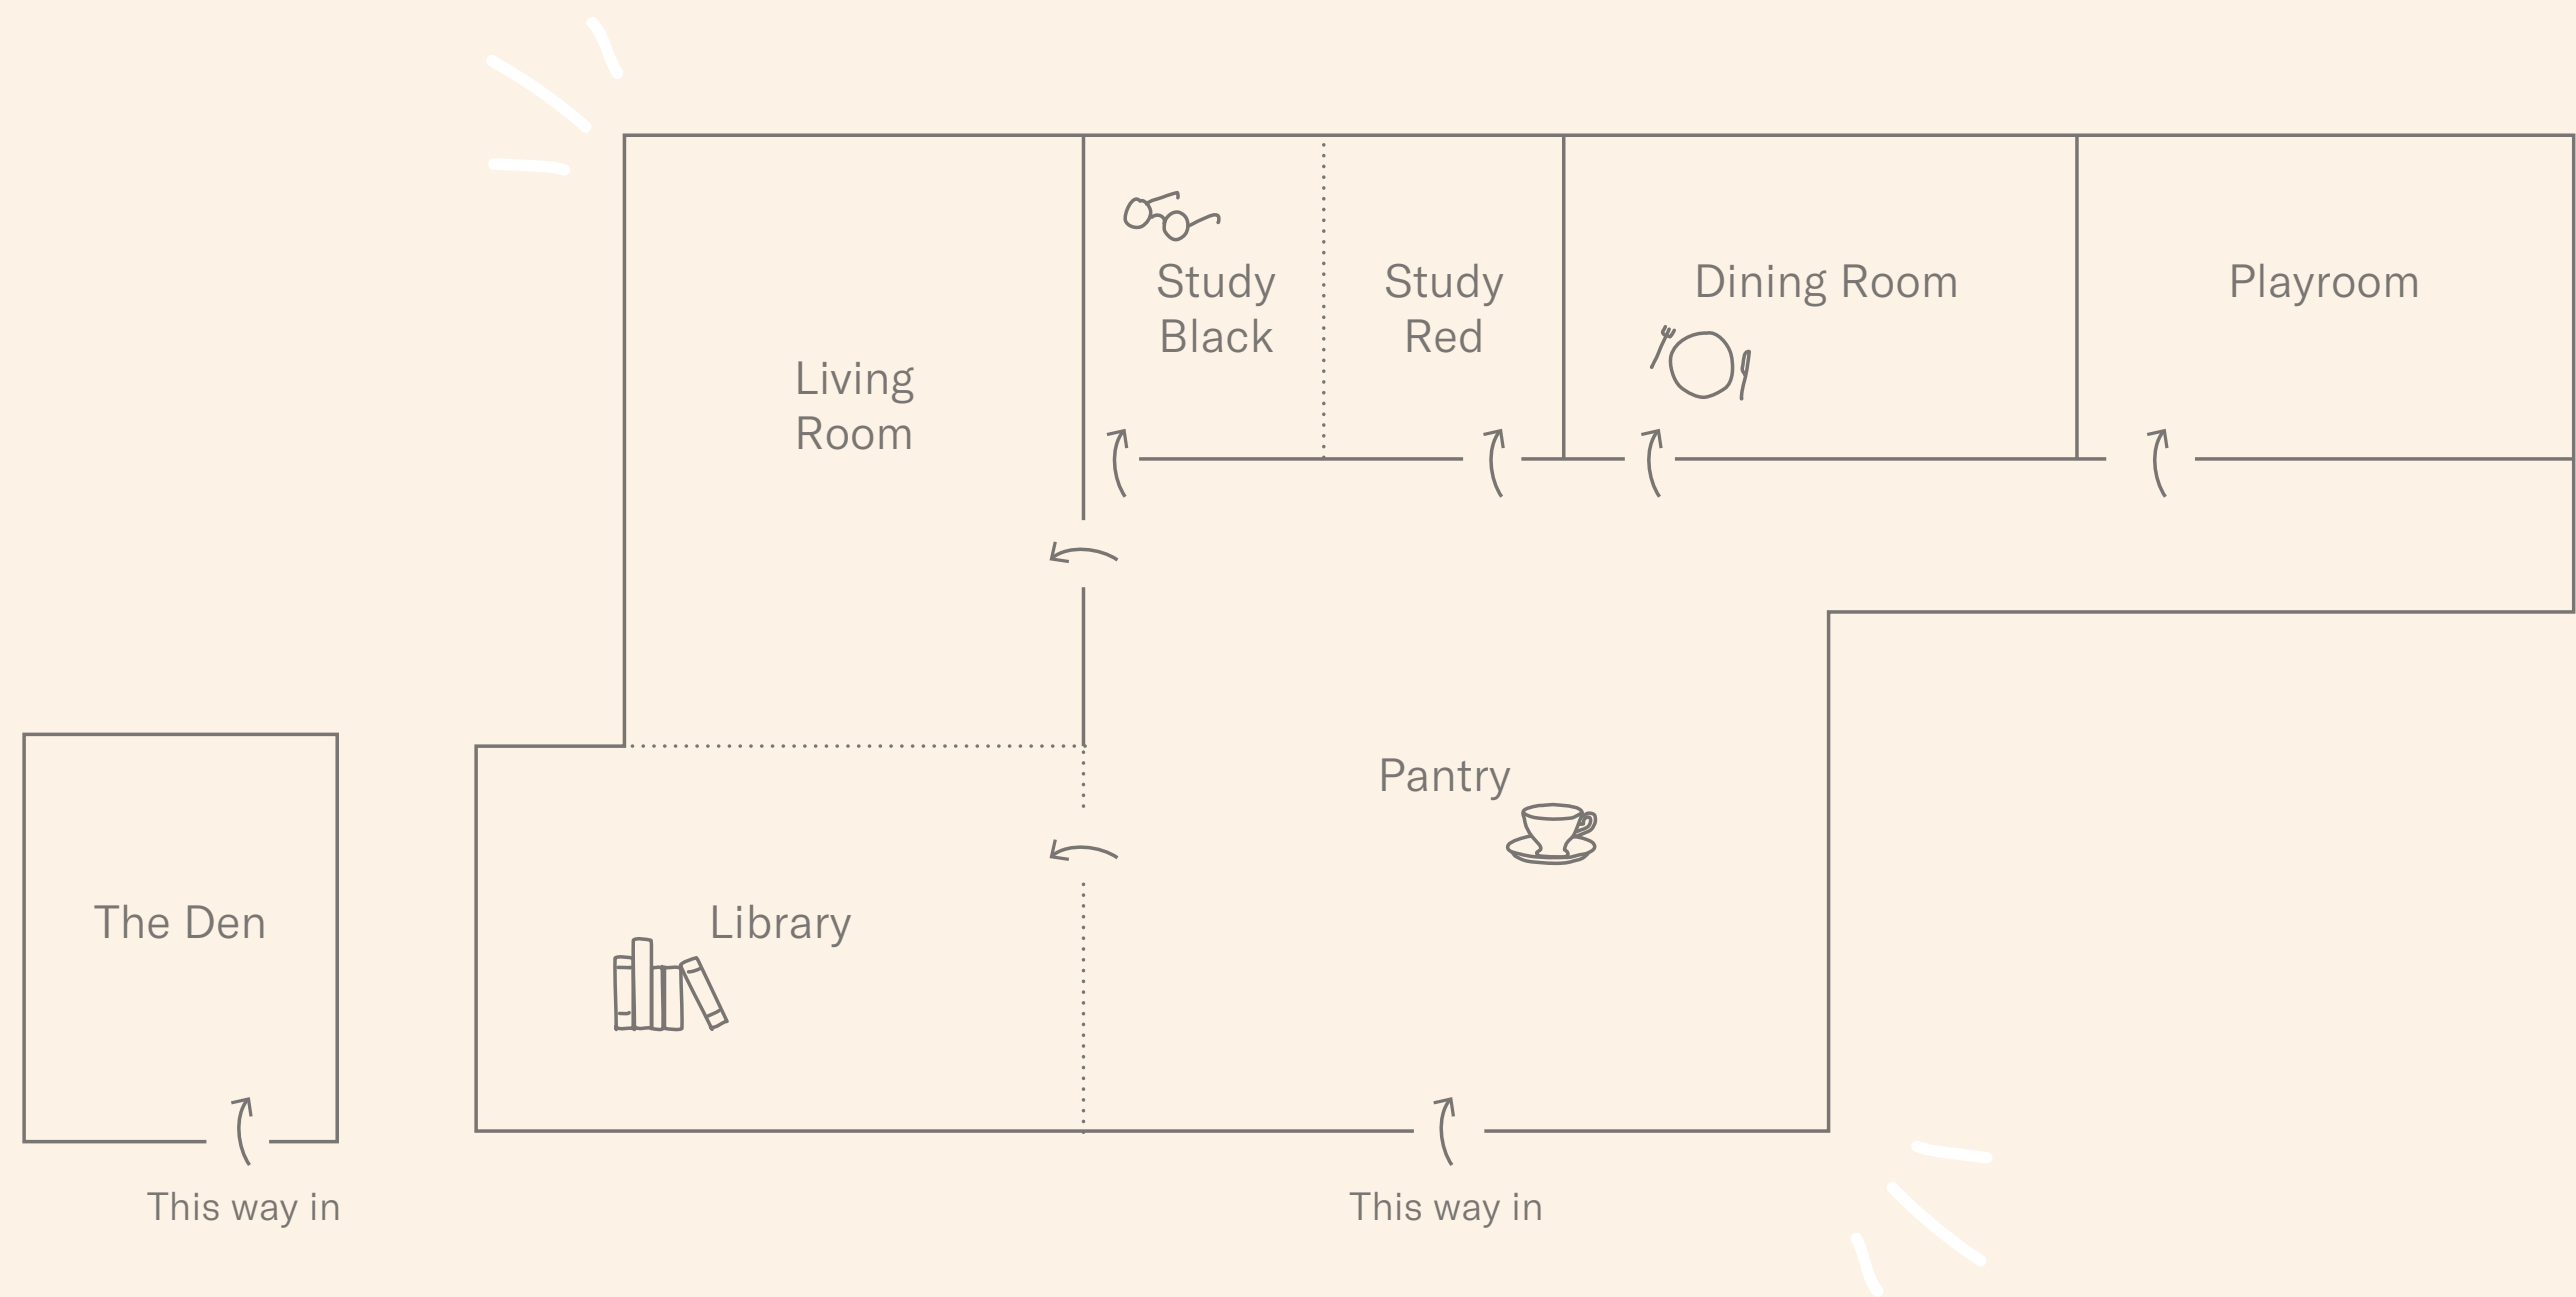 Study
Black
Study
Red
Dining Room
Playroom
Living
Room
Pantry
The Den
Library
This way in
This way in